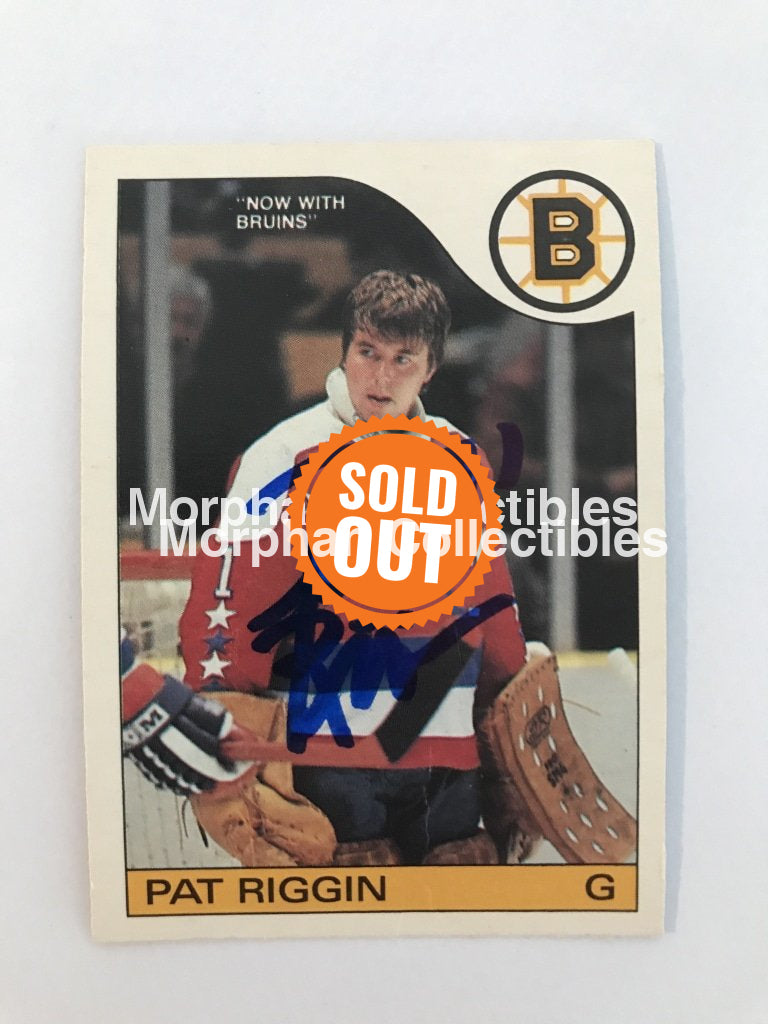 "NOW WITH
BRUINS"
B
SOLD
OUT
Morphan Collectibles
Morphan Collectibles
PAT RIGGIN
G